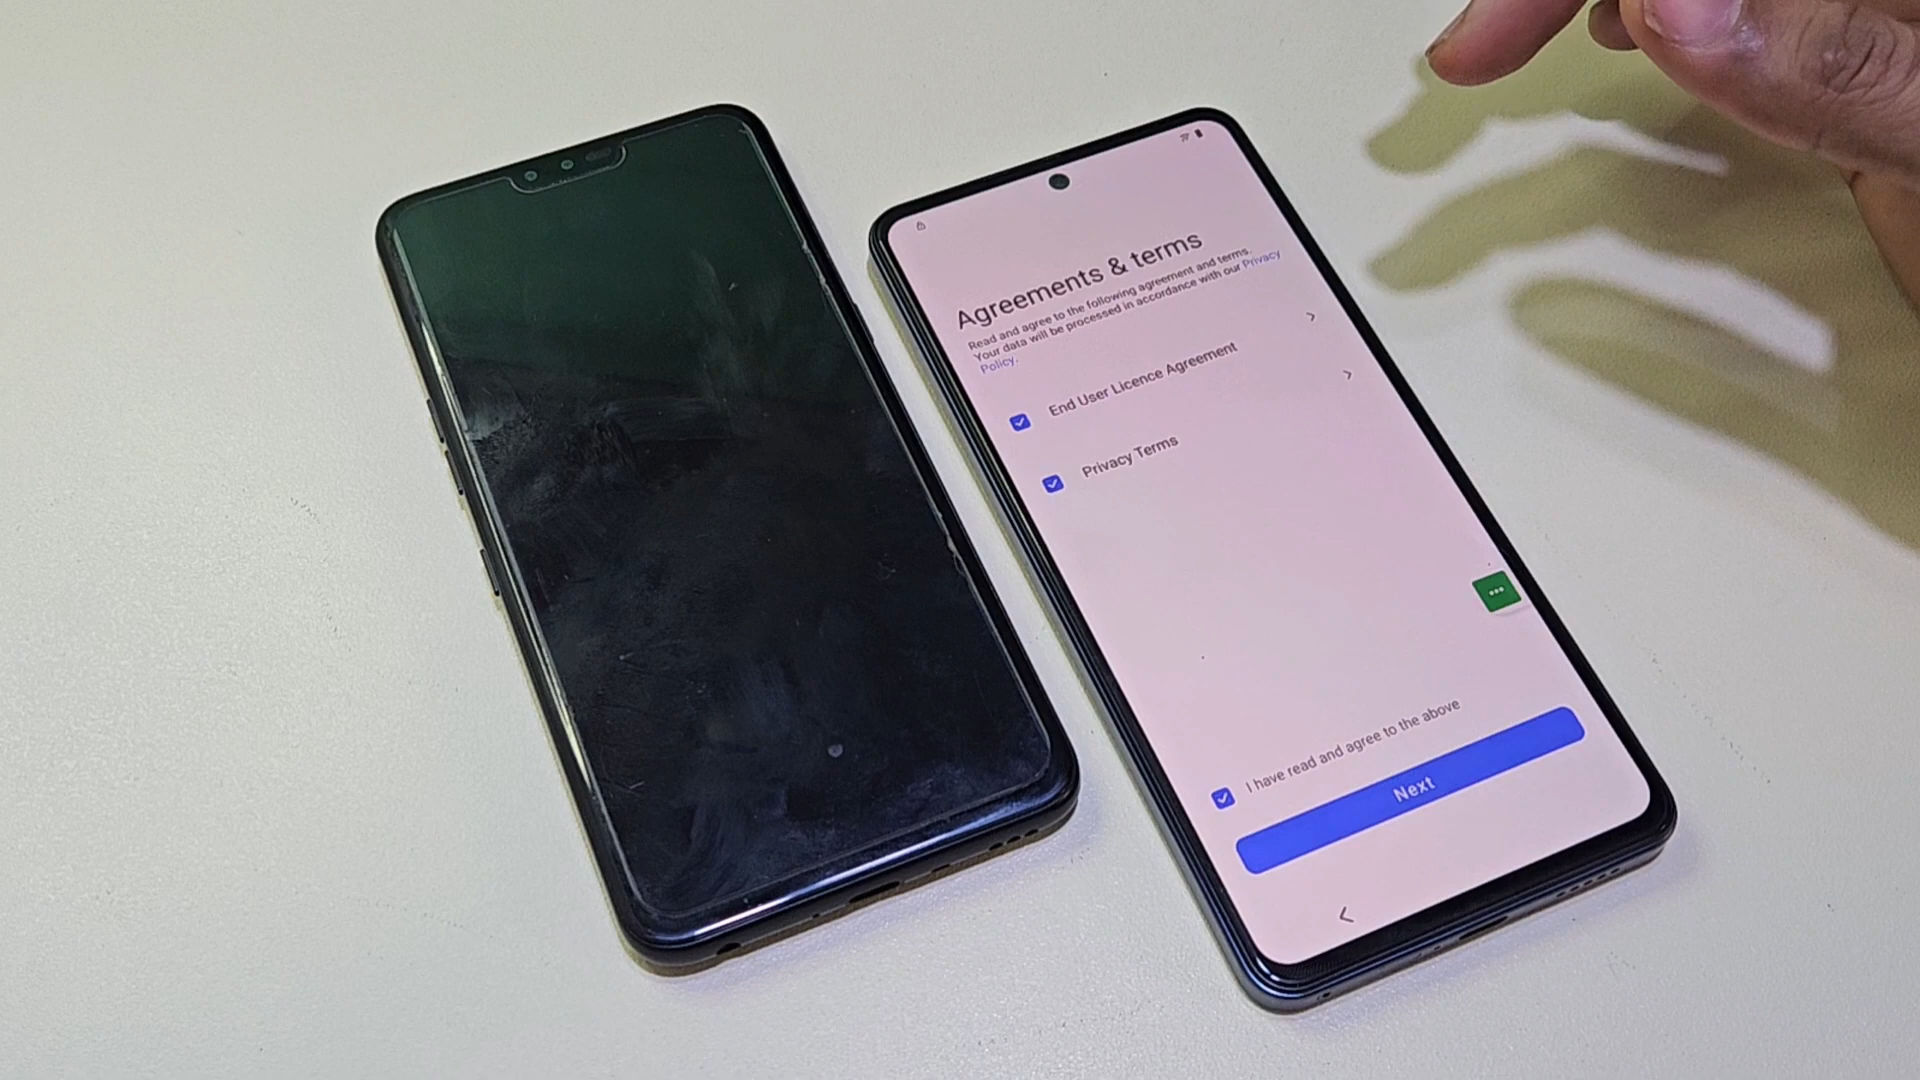 Agreements & terms
Read and agree to the following agreement and terms.
Your data will be processed in accordance with our Privacy
Policy.
End User Licence Agreement
Privacy Terms
I have read and agree to the above
Next